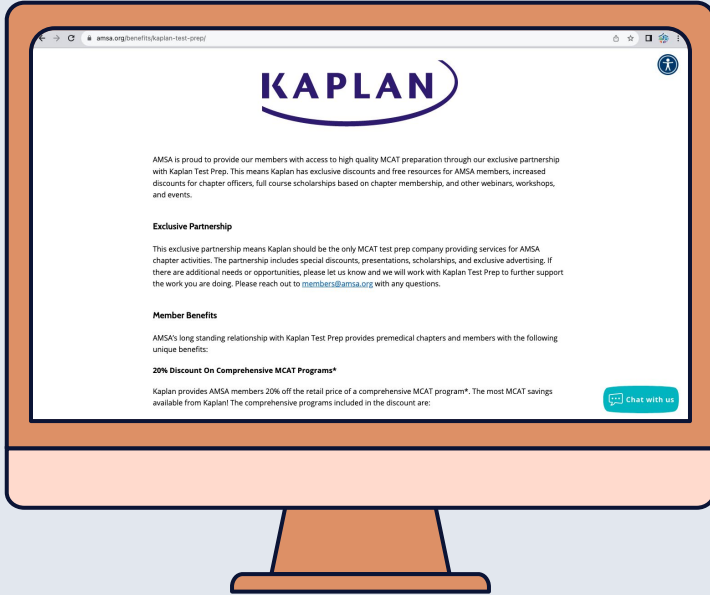 amsa.org/benefits/kaplan-test-prep/
KAPLAN
AMSA is proud to provide our members with access to high quality MCAT preparation through our exclusive partnership
with Kaplan Test Prep. This means Kaplan has exclusive discounts and free resources for AMSA members, increased
discounts for chapter officers, full course scholarships based on chapter membership, and other webinars, workshops,
and events.
Exclusive Partnership
This exclusive partnership means Kaplan should be the only MCAT test prep company providing services for AMSA
chapter activities. The partnership includes special discounts, presentations, scholarships, and exclusive advertising. If
there are additional needs or opportunities, please let us know and we will work with Kaplan Test Prep to further support
the work you are doing. Please reach out to members@amsa.org with any questions.
Member Benefits
AMSA's long standing relationship with Kaplan Test Prep provides premedical chapters and members with the following
unique benefits:
20% Discount On Comprehensive MCAT Programs*
Kaplan provides AMSA members 20% off the retail price of a comprehensive MCAT program*. The most MCAT savings
available from Kaplan! The comprehensive programs included in the discount are:
Chat with us